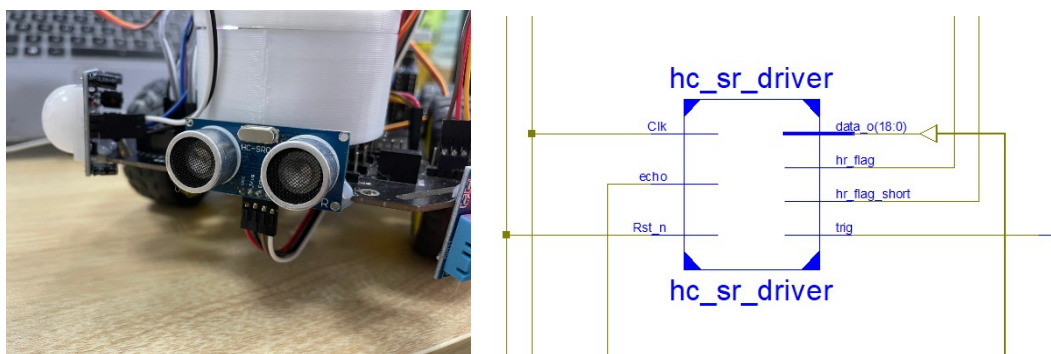 HC-SR0
R
hc_sr_driver
Clk
data_o(18:0)
hr_flag
echo
hr_flag_short
Rst_n
trig
hc_sr_driver